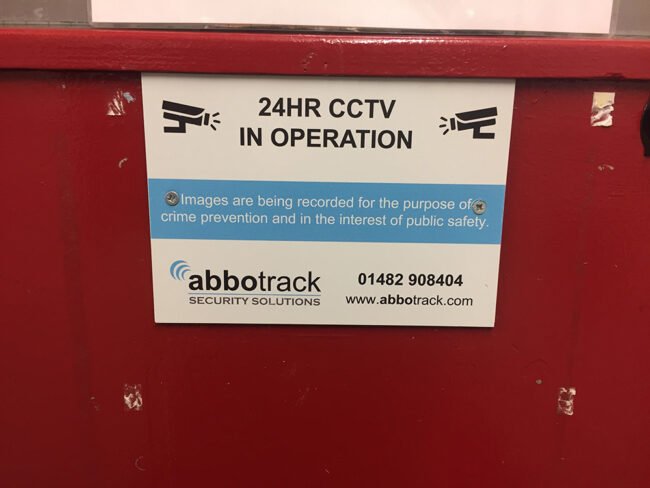 24HR CCTV
IN OPERATION
Images are being recorded for the purpose of
crime prevention and in the interest of public safety.
abbotrack
SECURITY SOLUTIONS
01482 908404
www.abbotrack.com